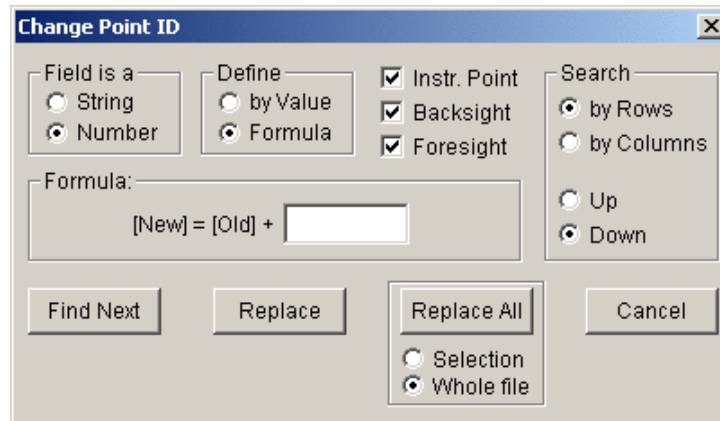 Change Point ID
Field is a
String
Number
Define
by Value
Formula
Instr. Point
Backsight
Foresight
Search
by Rows
by Columns
Up
Down
Formula:
[New] = [Old] +
Find Next
Replace
Replace All
Selection
Whole file
Cancel